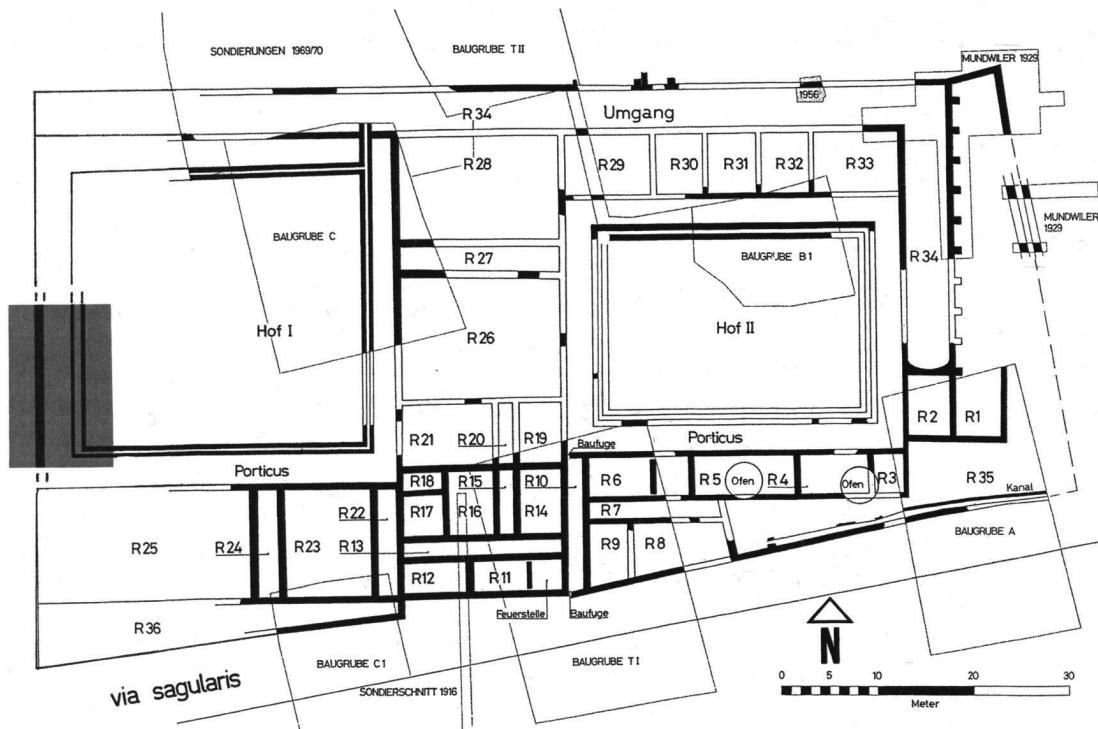 SONDIERUNGEN 1969/70
BAUGRUBE T II
MUNDWILER 1929
1956
R34
Umgang
R28
R29
R30
R31
R32
R33
BAUGRUBE C
R27
BAUGRUBE B1
R34
MUNDWILER
1929
Hof I
R26
Hof II
R21
R20
R19
R2
R1
Baufuge
Porticus
Porticus
R18
R15
R10
R6
R5
Ofen
R4
Ofen
R3
R35
Kanal
R22
R17
R16
R14
R7
BAUGRUBE A
R25
R24
R23
R13
R9
R8
R12
R11
R36
Feuerstelle
Baufuge
via sagularis
BAUGRUBE C1
SONDIERSCHNITT 1916
BAUGRUBE T I
N
0
5
10
20
30
Meter